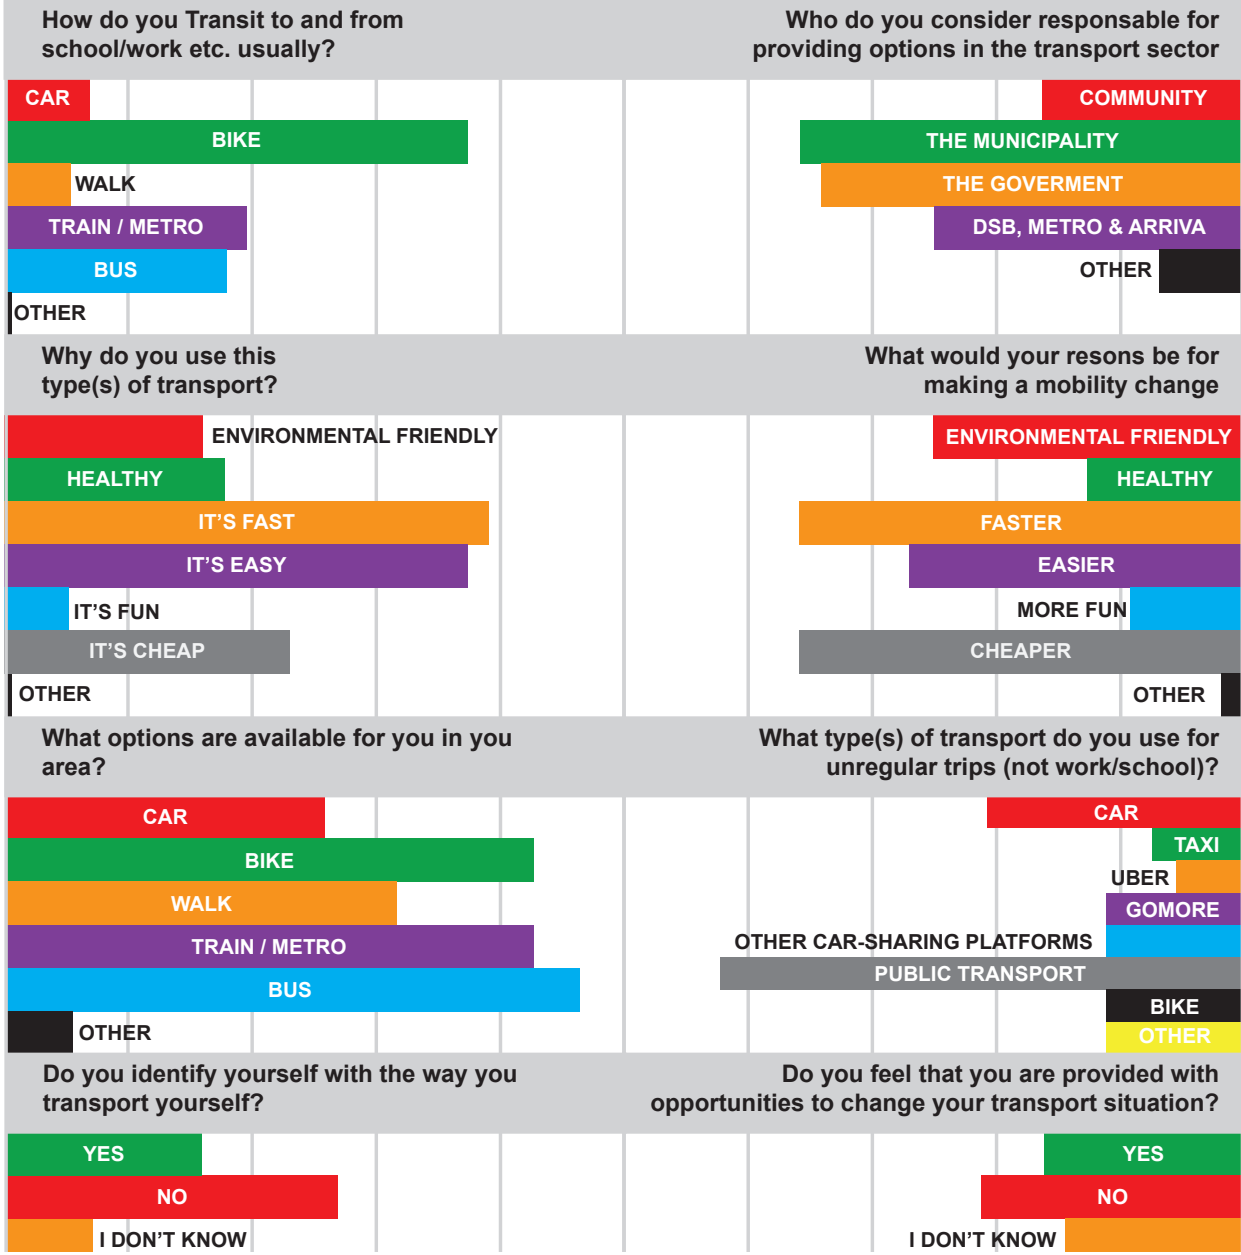 How do you Transit to and from
school/work etc. usually?
CAR
BIKE
WALK
TRAIN / METRO
BUS
OTHER
Who do you consider responsable for
providing options in the transport sector
COMMUNITY
THE MUNICIPALITY
THE GOVERMENT
DSB, METRO & ARRIVA
OTHER
Why do you use this
type(s) of transport?
ENVIRONMENTAL FRIENDLY
HEALTHY
IT'S FAST
IT'S EASY
IT'S FUN
IT'S CHEAP
OTHER
What would your resons be for
making a mobility change
ENVIRONMENTAL FRIENDLY
HEALTHY
FASTER
EASIER
MORE FUN
CHEAPER
OTHER
What options are available for you in you
area?
CAR
BIKE
WALK
TRAIN / METRO
BUS
OTHER
What type(s) of transport do you use for
unregular trips (not work/school)?
CAR
TAXI
UBER
GOMORE
OTHER CAR-SHARING PLATFORMS
PUBLIC TRANSPORT
BIKE
OTHER
Do you identify yourself with the way you
transport yourself?
YES
NO
I DON'T KNOW
Do you feel that you are provided with
opportunities to change your transport situation?
YES
NO
I DON'T KNOW